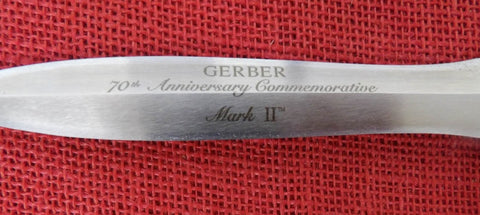 GERBER
70th Anniversary Commemorative
Mark II™